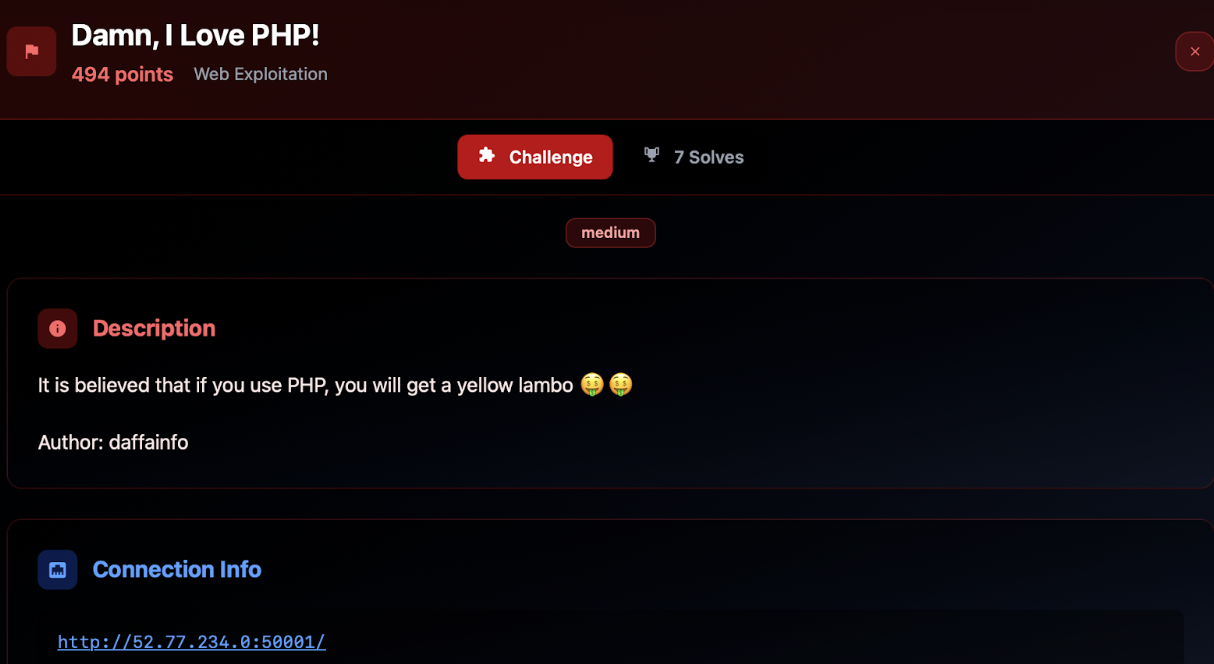 Damn, I Love PHP!
494 points Web Exploitation
Challenge 7 Solves
medium
Description
It is believed that if you use PHP, you will get a yellow lambo 🤑🤑
Author: daffainfo
Connection Info
http://52.77.234.0:50001/